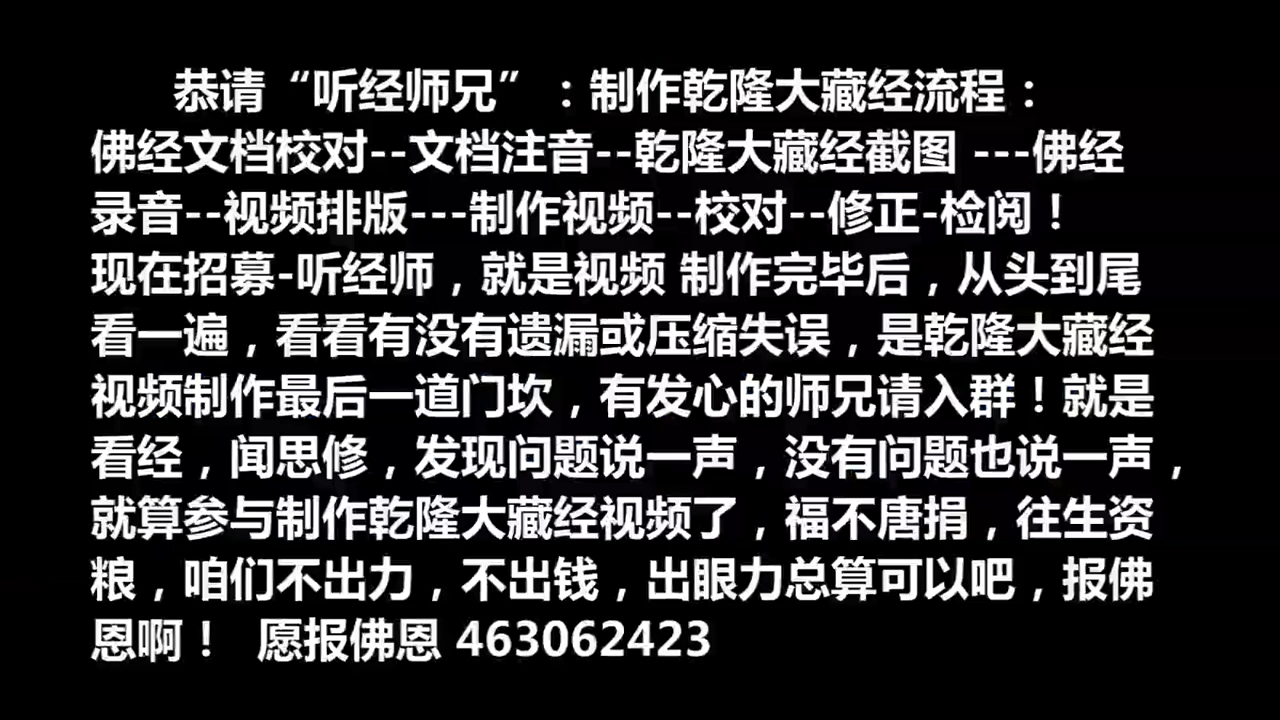 恭请“听经师兄”：制作乾隆大藏经流程：
佛经文档校对--文档注音--乾隆大藏经截图 ---佛经
录音--视频排版---制作视频--校对--修正-检阅！
现在招募-听经师，就是视频 制作完毕后，从头到尾
看一遍，看看有没有遗漏或压缩失误，是乾隆大藏经
视频制作最后一道门坎，有发心的师兄请入群！就是
看经，闻思修，发现问题说一声，没有问题也说一声，
就算参与制作乾隆大藏经视频了，福不唐捐，往生资
粮，咱们不出力，不出钱，出眼力总算可以吧，报佛
恩啊！ 愿报佛恩 463062423